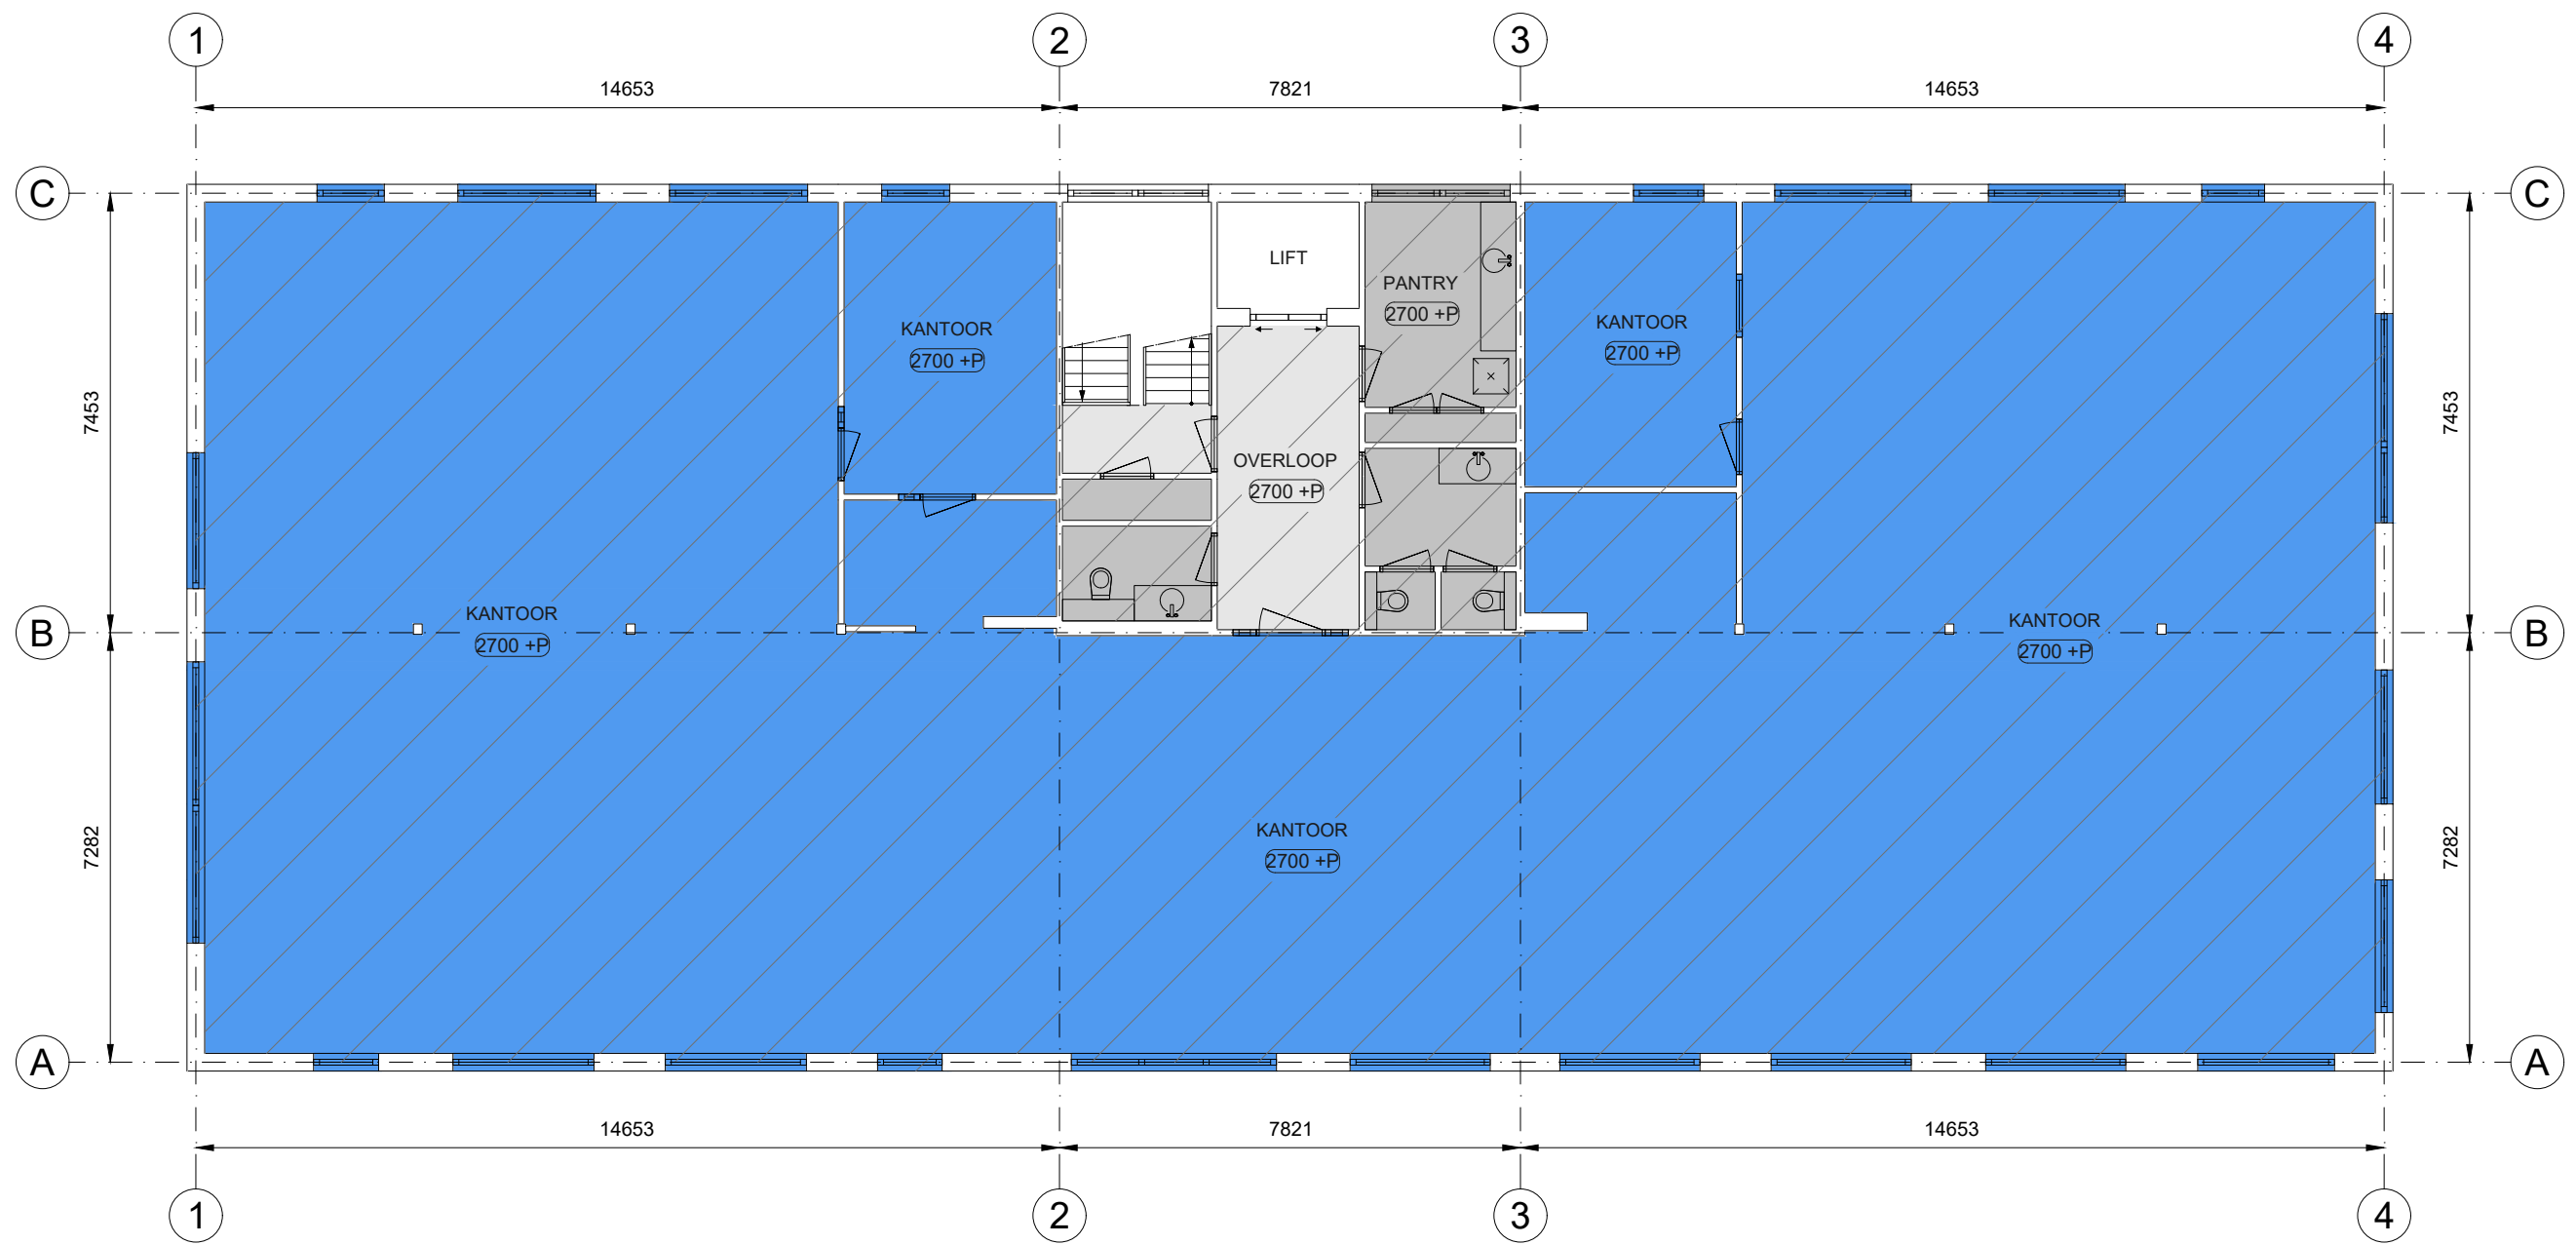 1 2 3 4
14653 7821 14653
C C
LIFT
PANTRY
2700 +P
KANTOOR
2700 +P
KANTOOR
2700 +P
7453 7453
OVERLOOP
2700 +P
KANTOOR
2700 +P
KANTOOR
2700 +P
B B
KANTOOR
2700 +P
7282 7282
A A
14653 7821 14653
1 2 3 4